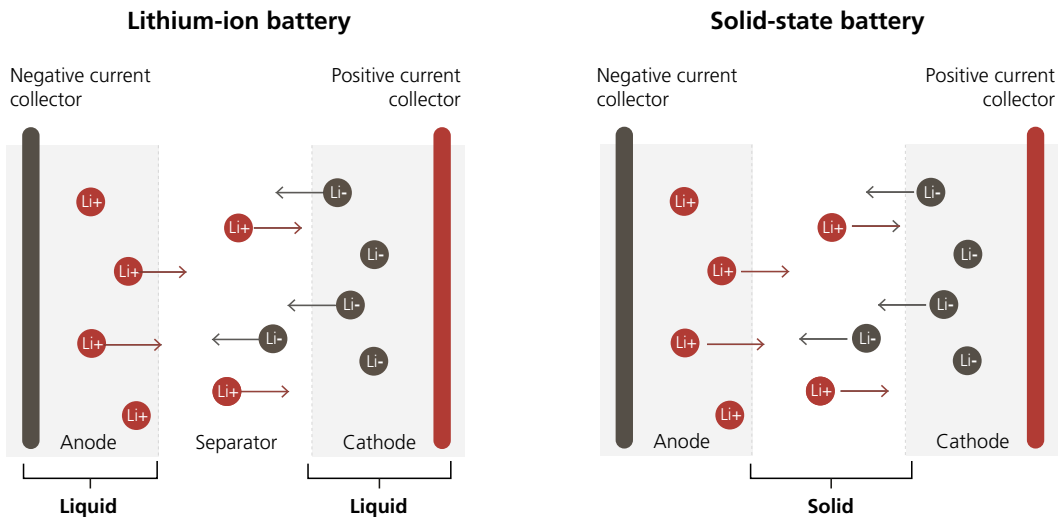 Lithium-ion battery
Negative current
collector
Positive current
collector
Li+
Li-
Li+
Li-
Li+
Li-
Li+
Li-
Li-
Li+
Li+
Anode
Separator
Cathode
Liquid
Liquid
Solid-state battery
Negative current
collector
Positive current
collector
Li+
Li-
Li+
Li-
Li+
Li-
Li+
Li-
Li-
Li+
Li+
Anode
Cathode
Solid